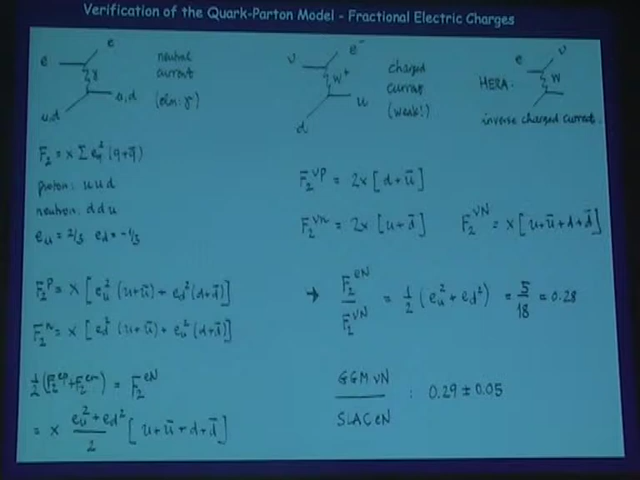 Verification of the Quark-Parton Model - Fractional Electric Charges
e
e
γ
u,d
u,d
neutral
current
(elm: γ)
F₂ = x Σ e_q² (q+q̄)
proton: u u d
neutron: d d u
e_u = 2/3 e_d = -1/3
F₂^p = x [ e_u² (u+ū) + e_d² (d+d̄) ]
F₂^n = x [ e_d² (u+ū) + e_u² (d+d̄) ]
½ (F₂^ep + F₂^en) = F₂^eN
= x (e_u² + e_d²)/2 [ u+ū + d+d̄ ]
ν
e⁻
W⁺
u
d
charged
current
(weak!)
F₂^νp = 2x [ d+ū ]
F₂^νn = 2x [ u+d̄ ]
F₂^νN = x [ u+ū+d+d̄ ]
→ F₂^eN / F₂^νN = ½ (e_u² + e_d²) = 5/18 = 0.28
GGM νN
SLAC eN
: 0.29 ± 0.05
HERA:
e
ν
W
inverse charged current.